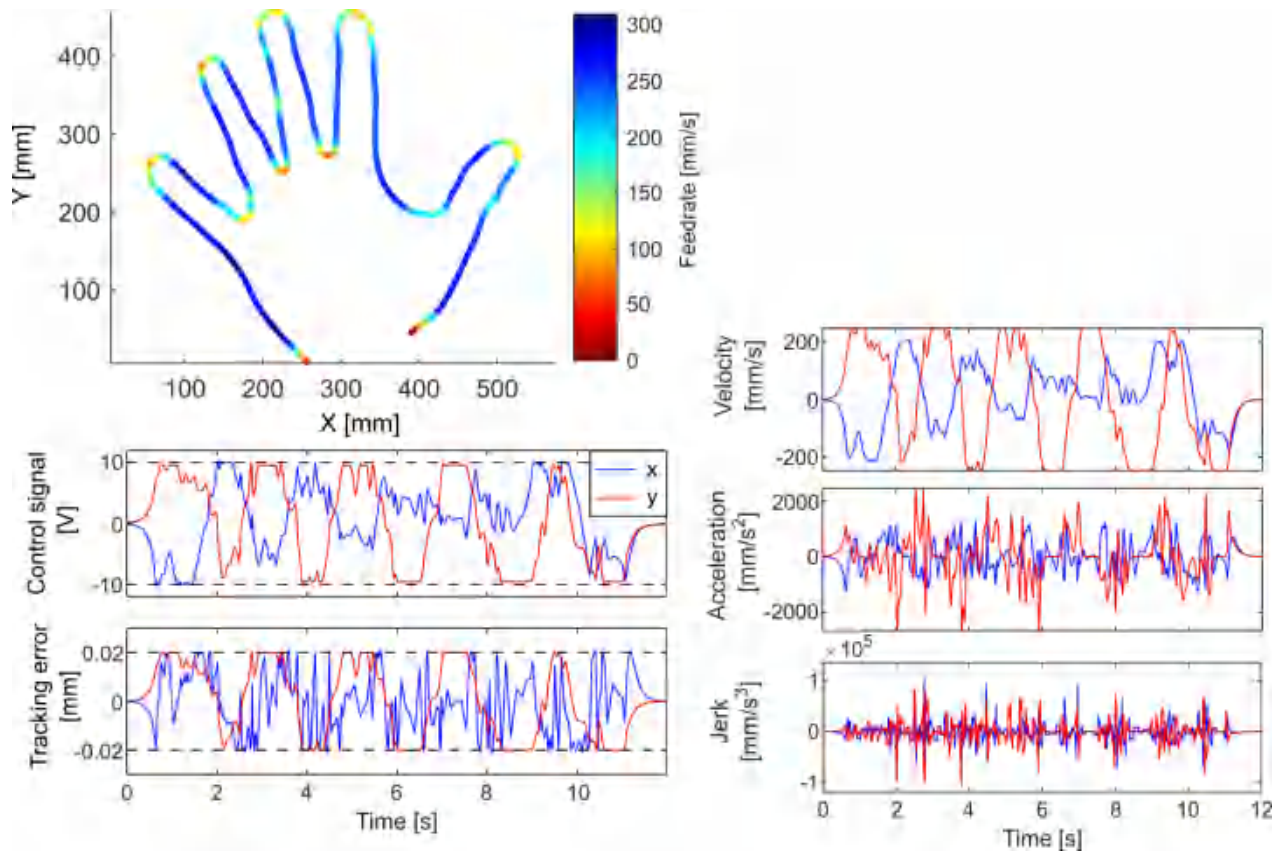 400
300
200
100
Y [mm]
100 200 300 400 500
X [mm]
300
250
200
150
100
50
0
Feedrate [mm/s]
10
0
-10
Control signal
[V]
x
y
0.02
0
-0.02
Tracking error
[mm]
0 2 4 6 8 10
Time [s]
200
0
-200
Velocity
[mm/s]
2000
0
-2000
Acceleration
[mm/s²]
× 10⁵
1
0
-1
Jerk
[mm/s³]
0 2 4 6 8 10 12
Time [s]